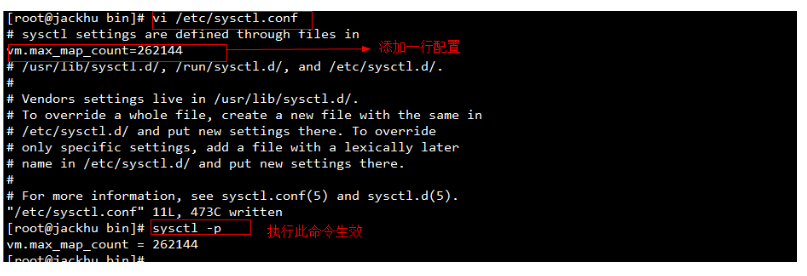 [root@jackhu bin]# vi /etc/sysctl.conf
# sysctl settings are defined through files in
vm.max_map_count=262144
添加一行配置
# /usr/lib/sysctl.d/, /run/sysctl.d/, and /etc/sysctl.d/.
#
# Vendors settings live in /usr/lib/sysctl.d/.
# To override a whole file, create a new file with the same in
# /etc/sysctl.d/ and put new settings there. To override
# only specific settings, add a file with a lexically later
# name in /etc/sysctl.d/ and put new settings there.
#
# For more information, see sysctl.conf(5) and sysctl.d(5).
"/etc/sysctl.conf" 11L, 473C written
[root@jackhu bin]# sysctl -p
执行此命令生效
vm.max_map_count = 262144
[root@jackhu bin]#